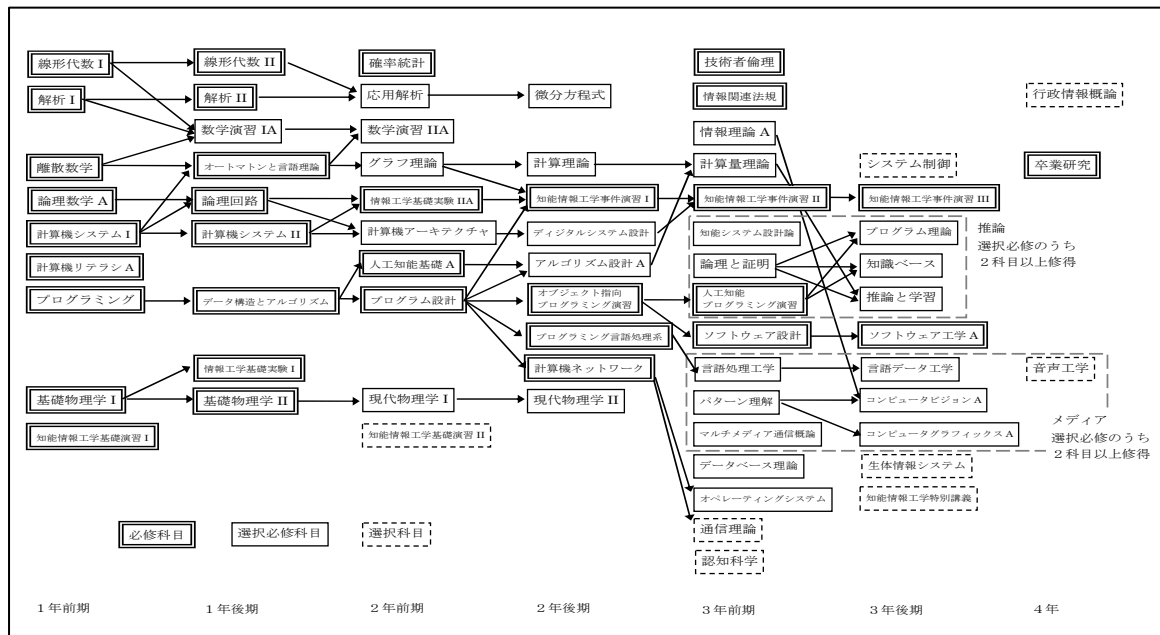 線形代数 I
線形代数 II
確率統計
技術者倫理
解析 I
解析 II
応用解析
微分方程式
情報関連法規
行政情報概論
数学演習 IA
数学演習 IIA
情報理論 A
離散数学
オートマトンと言語理論
グラフ理論
計算理論
計算量理論
システム制御
卒業研究
論理数学 A
論理回路
情報工学基礎実験 IIA
知能情報工学事件演習 I
知能情報工学事件演習 II
知能情報工学事件演習 III
計算機システム I
計算機システム II
計算機アーキテクチャ
ディジタルシステム設計
知能システム設計論
プログラム理論
推論
選択必修のうち
2科目以上修得
計算機リテラシ A
人工知能基礎 A
アルゴリズム設計 A
論理と証明
知識ベース
プログラミング
データ構造とアルゴリズム
プログラム設計
オブジェクト指向
プログラミング演習
人工知能
プログラミング演習
推論と学習
プログラミング言語処理系
ソフトウェア設計
ソフトウェア工学 A
情報工学基礎実験 I
計算機ネットワーク
言語処理工学
言語データ工学
音声工学
基礎物理学 I
基礎物理学 II
現代物理学 I
現代物理学 II
パターン理解
コンピュータビジョン A
メディア
選択必修のうち
2科目以上修得
知能情報工学基礎演習 I
知能情報工学基礎演習 II
マルチメディア通信概論
コンピュータグラフィックス A
データベース理論
生体情報システム
オペレーティングシステム
知能情報工学特別講義
必修科目
選択必修科目
選択科目
通信理論
認知科学
1年前期
1年後期
2年前期
2年後期
3年前期
3年後期
4年